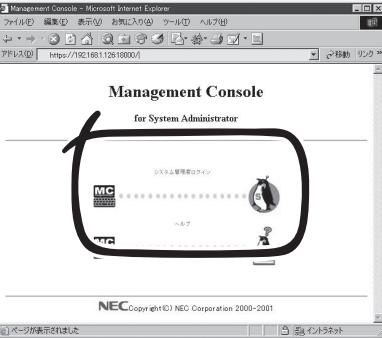 Management Console - Microsoft Internet Explorer
ファイル(F) 編集(E) 表示(V) お気に入り(A) ツール(T) ヘルプ(H)
アドレス(D) https://192.168.1.126:18000/ 移動 リンク »
Management Console
for System Administrator
システム管理者ログイン
MC
S
ヘルプ
MC
NEC Copyright(C) NEC Corporation 2000-2001
ページが表示されました イントラネット